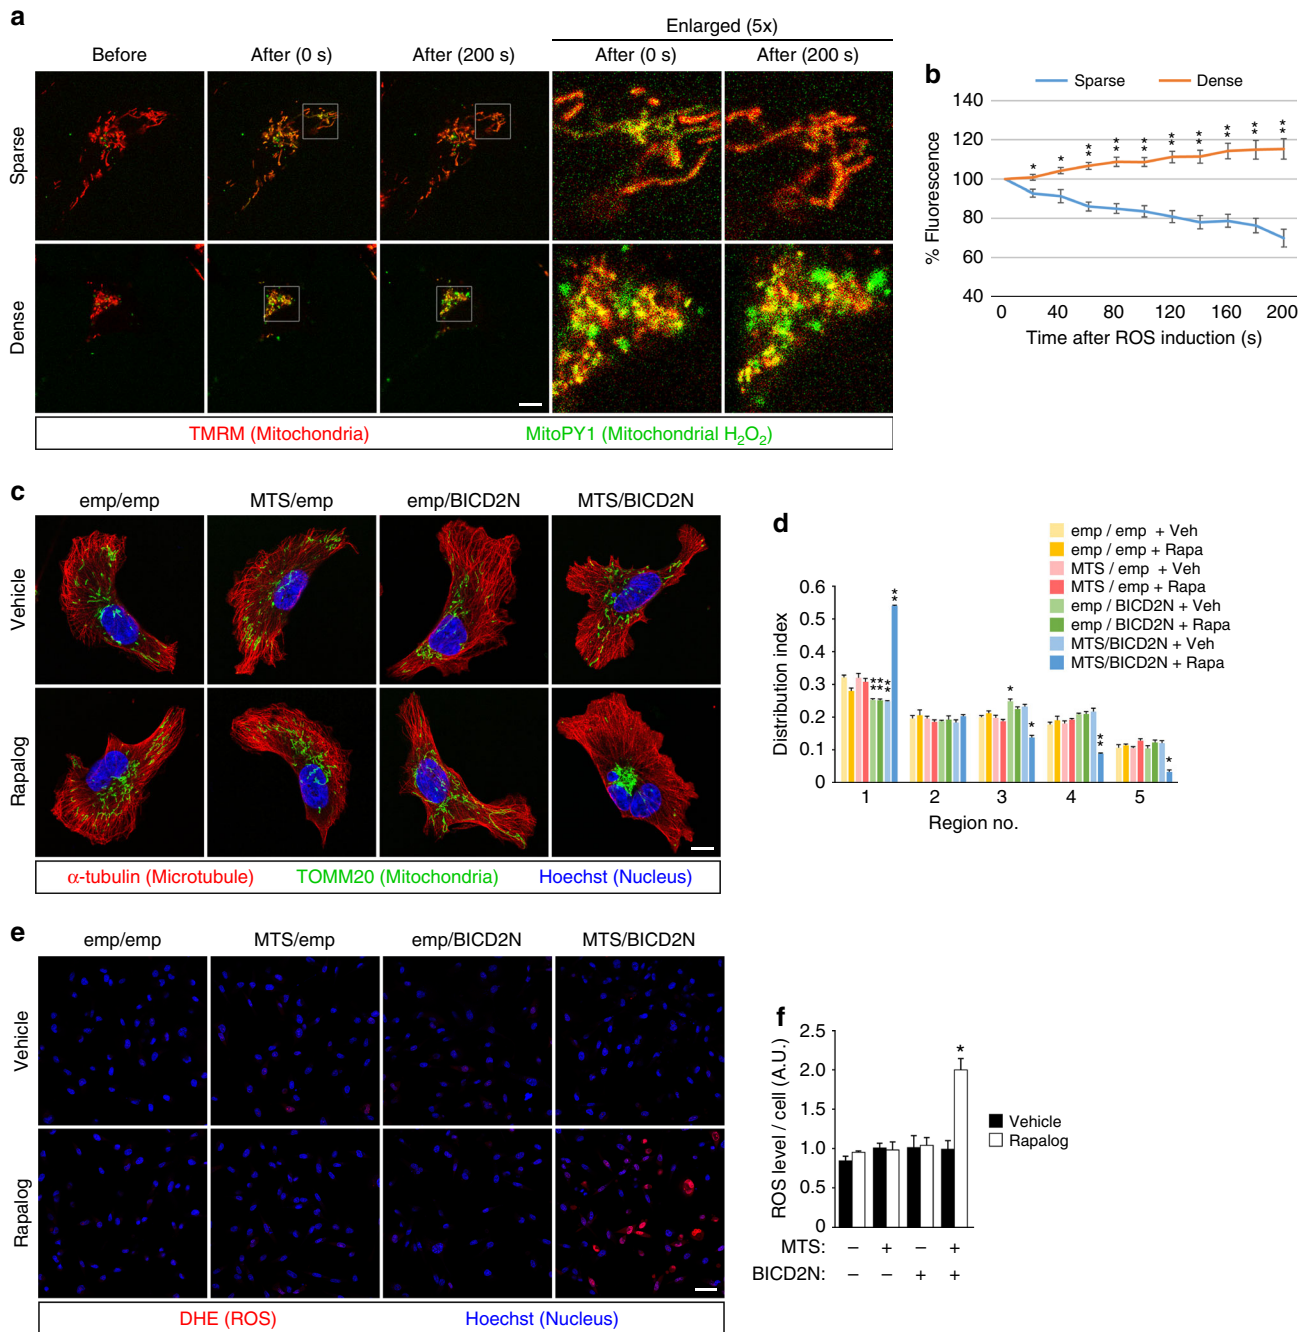 a
Enlarged (5x)
Before
After (0 s)
After (200 s)
After (0 s)
After (200 s)
Sparse
Dense
TMRM (Mitochondria)
MitoPY1 (Mitochondrial H₂O₂)
b
Sparse
Dense
% Fluorescence
140
120
100
80
60
40
* * ** ** ** ** ** ** ** **
0 40 80 120 160 200
Time after ROS induction (s)
c
emp/emp
MTS/emp
emp/BICD2N
MTS/BICD2N
Vehicle
Rapalog
α-tubulin (Microtubule)
TOMM20 (Mitochondria)
Hoechst (Nucleus)
d
emp / emp + Veh
emp / emp + Rapa
MTS / emp + Veh
MTS / emp + Rapa
emp / BICD2N + Veh
emp / BICD2N + Rapa
MTS/BICD2N + Veh
MTS/BICD2N + Rapa
Distribution index
0.6
0.5
0.4
0.3
0.2
0.1
0
** ** ** ** * * ** *
1 2 3 4 5
Region no.
e
emp/emp
MTS/emp
emp/BICD2N
MTS/BICD2N
Vehicle
Rapalog
DHE (ROS)
Hoechst (Nucleus)
f
ROS level / cell (A.U.)
2.5
2.0
1.5
1.0
0.5
0
*
Vehicle
Rapalog
MTS: − + − +
BICD2N: − − + +